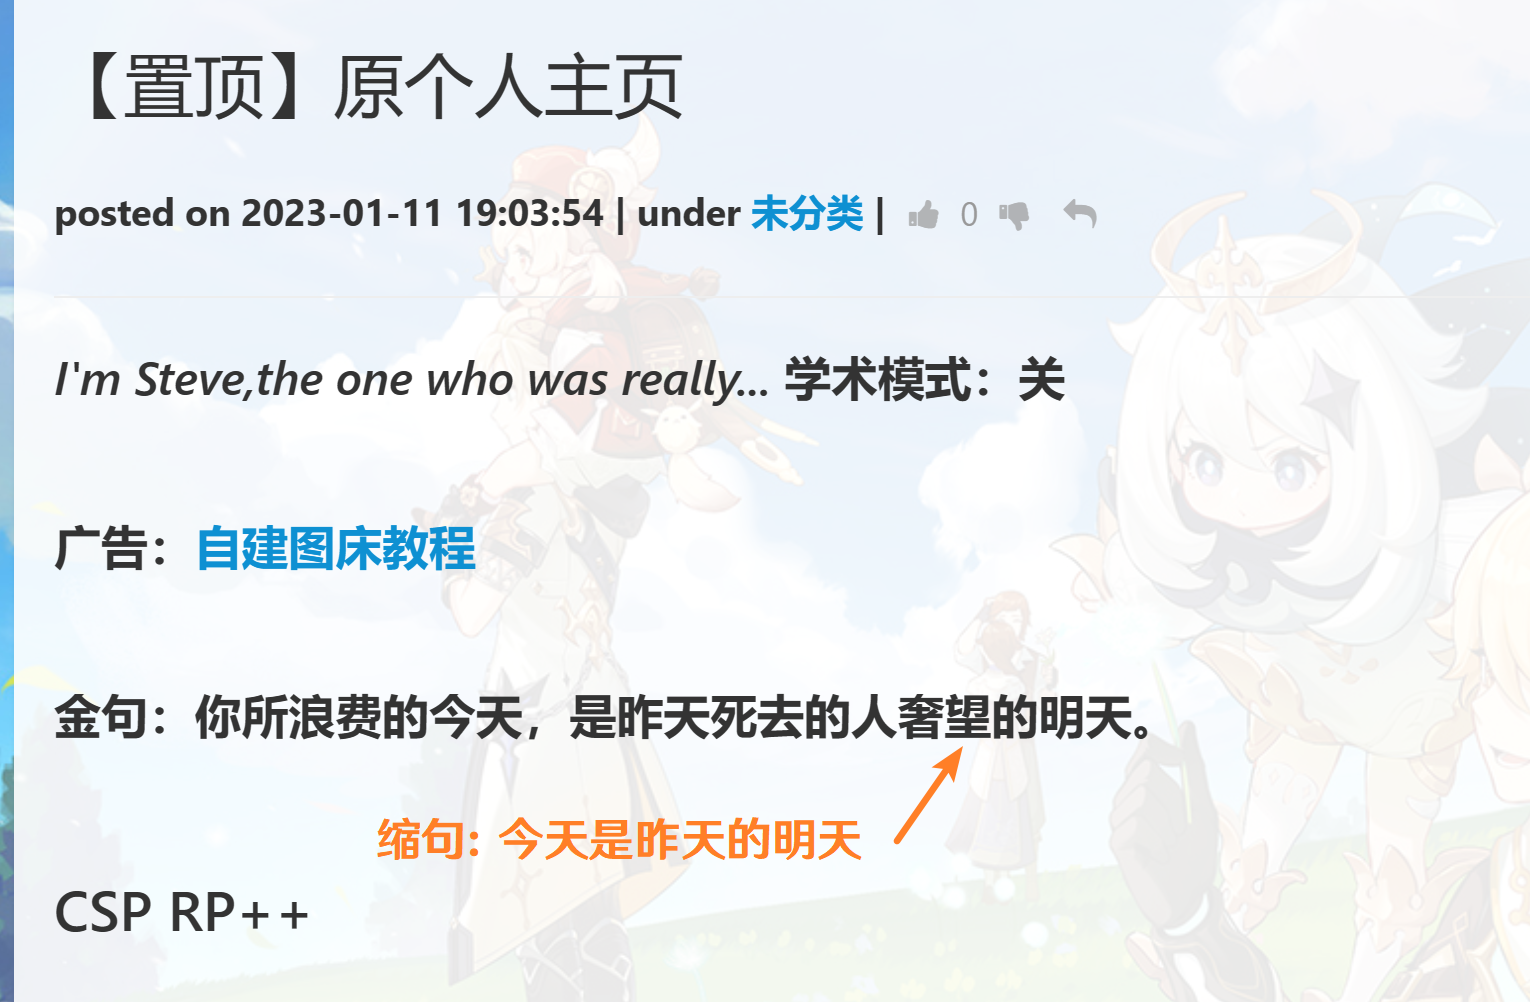 【置顶】原个人主页
posted on 2023-01-11 19:03:54 | under 未分类 | 0
I'm Steve,the one who was really... 学术模式：关
广告：自建图床教程
金句：你所浪费的今天，是昨天死去的人奢望的明天。
缩句: 今天是昨天的明天
CSP RP++